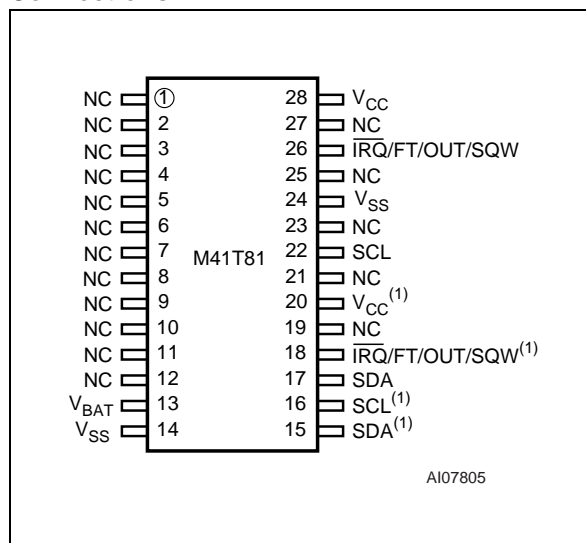 Connections
NC 1 28 VCC
NC 2 27 NC
NC 3 26 I̅R̅Q̅/FT/OUT/SQW
NC 4 25 NC
NC 5 24 VSS
NC 6 23 NC
NC 7 M41T81 22 SCL
NC 8 21 NC
NC 9 20 VCC(1)
NC 10 19 NC
NC 11 18 I̅R̅Q̅/FT/OUT/SQW(1)
NC 12 17 SDA
VBAT 13 16 SCL(1)
VSS 14 15 SDA(1)
AI07805